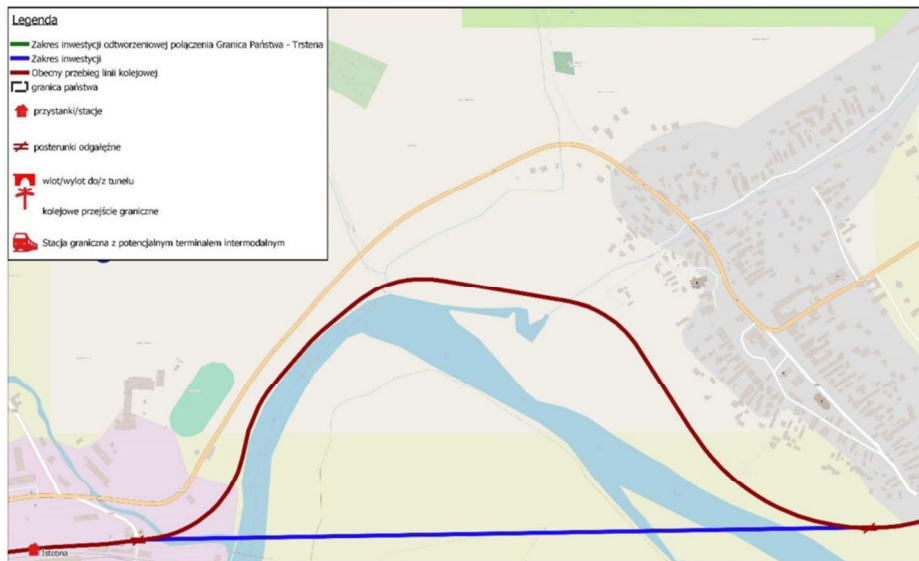 Legenda
Zakres inwestycji odtworzeniowej połączenia Granica Państwa - Trstena
Zakres inwestycji
Obecny przebieg linii kolejowej
granica państwa
przystanki/stacje
posterunki odgałęźne
wlot/wylot do/z tunelu
kolejowe przejście graniczne
Stacja graniczna z potencjalnym terminalem intermodalnym
Istebna